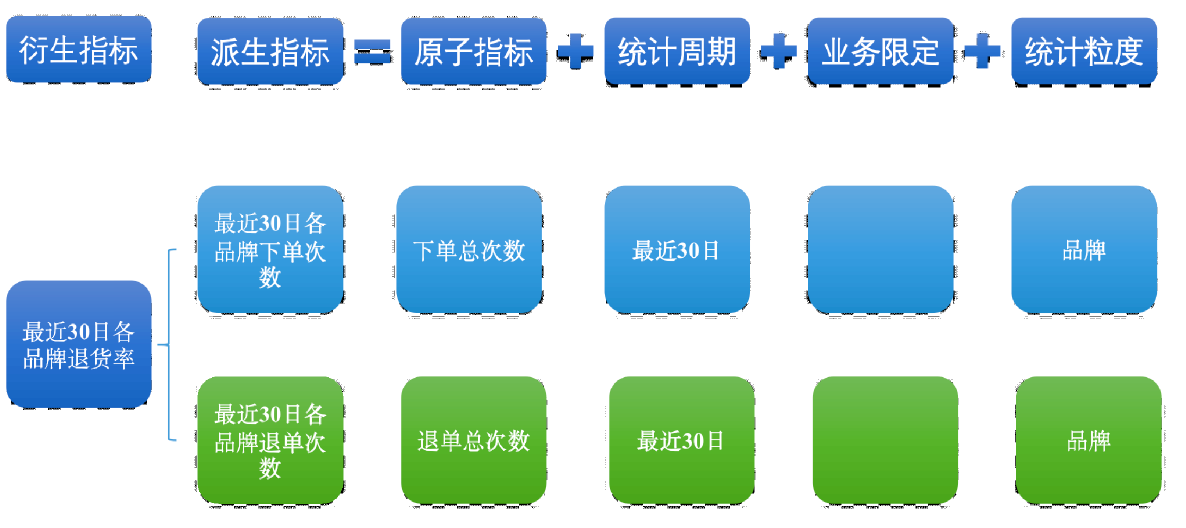 衍生指标
派生指标
=
原子指标
+
统计周期
+
业务限定
+
统计粒度
最近30日各
品牌下单次
数
下单总次数
最近30日
品牌
最近30日各
品牌退货率
最近30日各
品牌退单次
数
退单总次数
最近30日
品牌